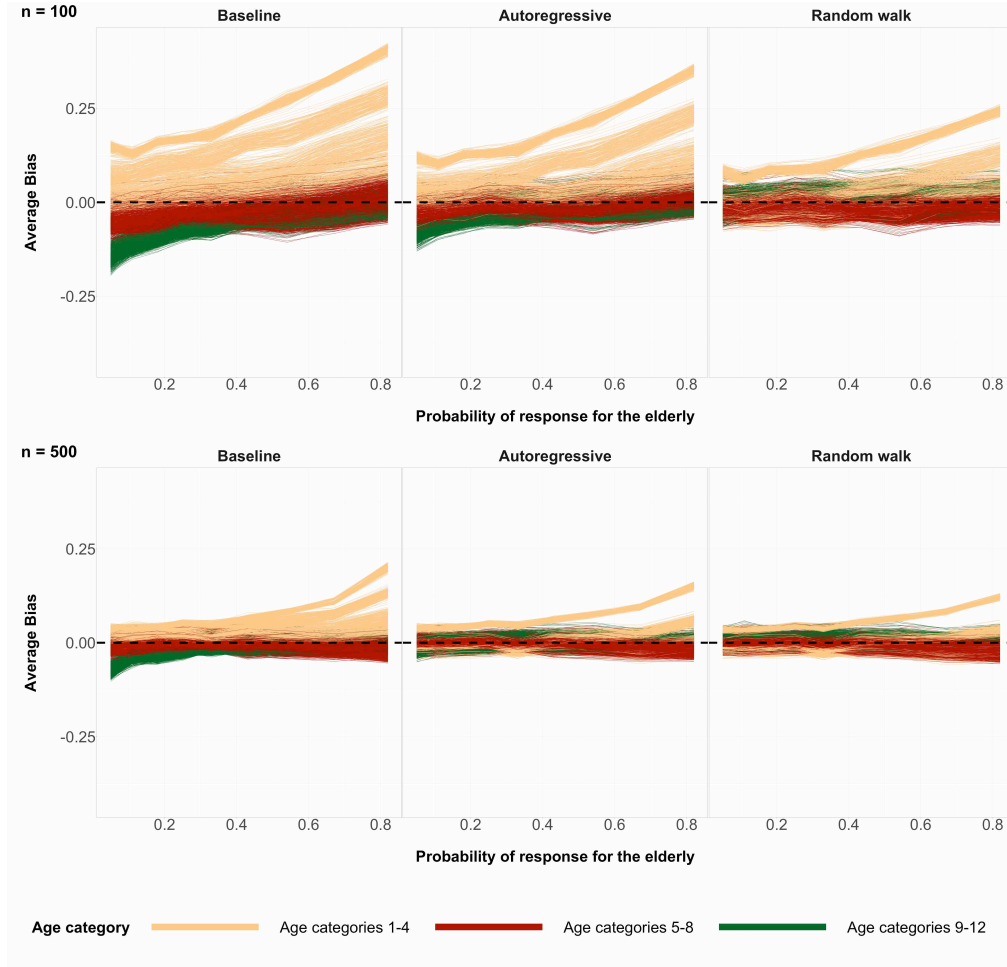 n = 100
Baseline Autoregressive Random walk
0.25
0.00
-0.25
Average Bias
0.2 0.4 0.6 0.8 0.2 0.4 0.6 0.8 0.2 0.4 0.6 0.8
Probability of response for the elderly
n = 500
Baseline Autoregressive Random walk
0.25
0.00
-0.25
Average Bias
0.2 0.4 0.6 0.8 0.2 0.4 0.6 0.8 0.2 0.4 0.6 0.8
Probability of response for the elderly
Age category Age categories 1-4 Age categories 5-8 Age categories 9-12